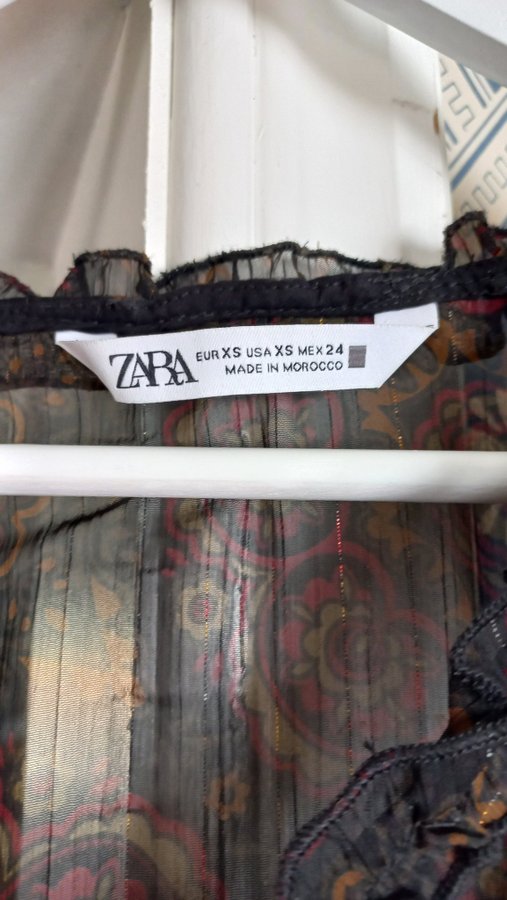 ZARA
EUR XS USA XS MEX 24
MADE IN MOROCCO